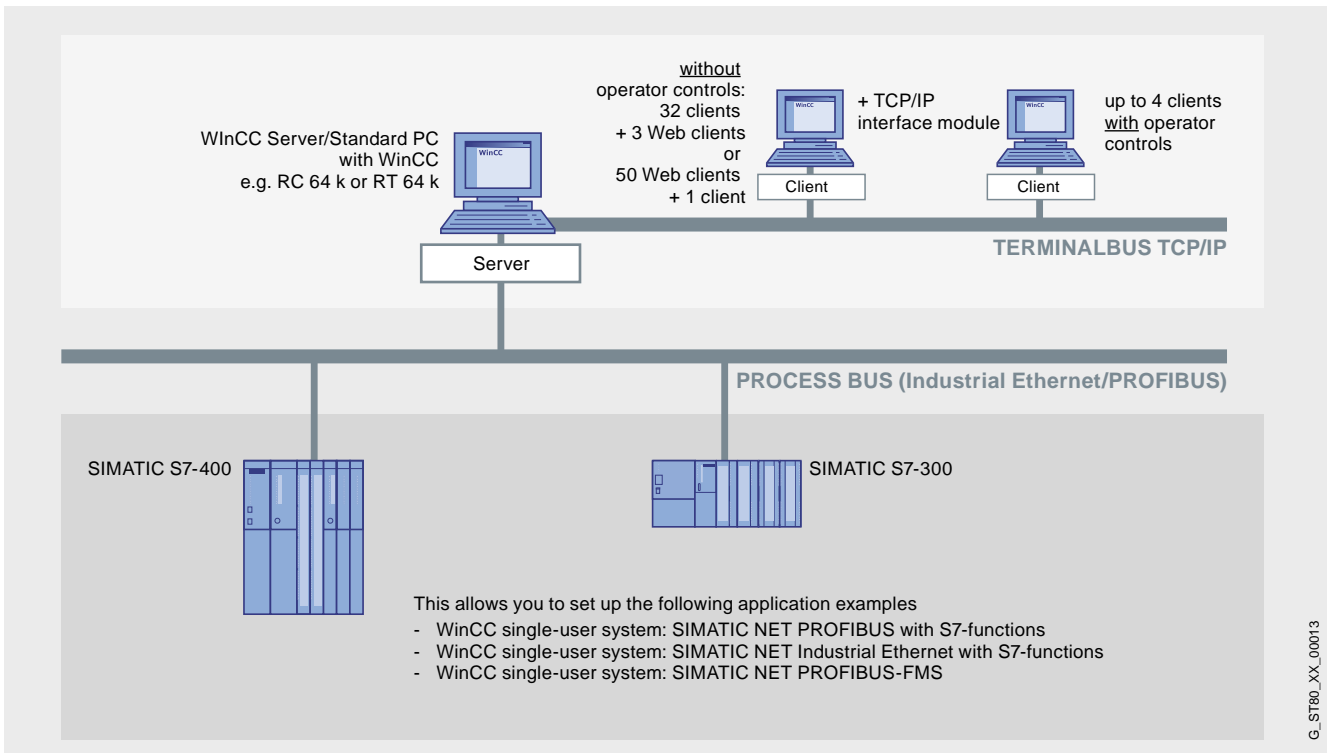 without
operator controls:
32 clients
+ 3 Web clients
or
50 Web clients
+ 1 client
WinCC
+ TCP/IP
interface module
WinCC
up to 4 clients
with operator
controls
WInCC Server/Standard PC
with WinCC
e.g. RC 64 k or RT 64 k
WinCC
Client
Client
TERMINALBUS TCP/IP
Server
PROCESS BUS (Industrial Ethernet/PROFIBUS)
SIMATIC S7-400
SIMATIC S7-300
This allows you to set up the following application examples
- WinCC single-user system: SIMATIC NET PROFIBUS with S7-functions
- WinCC single-user system: SIMATIC NET Industrial Ethernet with S7-functions
- WinCC single-user system: SIMATIC NET PROFIBUS-FMS
G_ST80_XX_00013